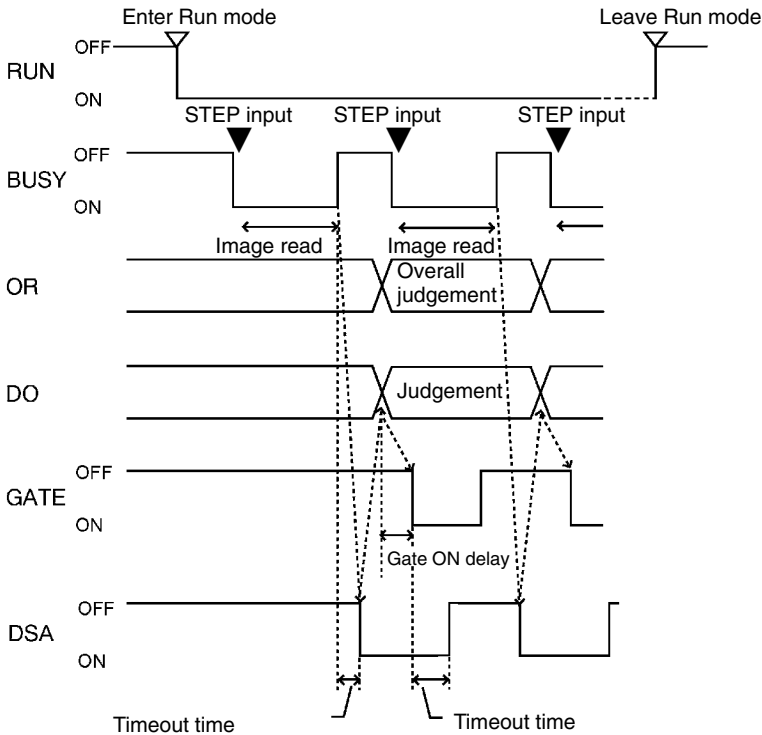 Enter Run mode
Leave Run mode
OFF
RUN
ON
STEP input
STEP input
STEP input
OFF
BUSY
ON
Image read
Image read
OR
Overall
judgement
DO
Judgement
OFF
GATE
ON
Gate ON delay
OFF
DSA
ON
Timeout time
Timeout time